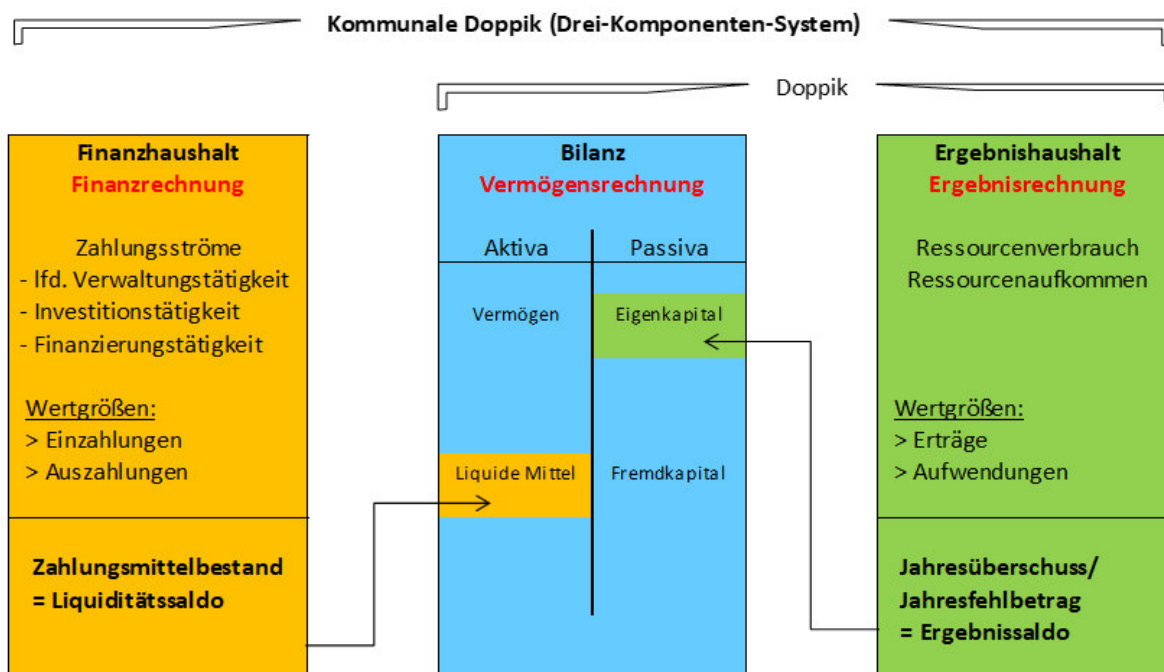 Kommunale Doppik (Drei-Komponenten-System)
Doppik
Finanzhaushalt
Finanzrechnung
Zahlungsströme
- lfd. Verwaltungstätigkeit
- Investitionstätigkeit
- Finanzierungstätigkeit
Wertgrößen:
> Einzahlungen
> Auszahlungen
Zahlungsmittelbestand
= Liquiditätssaldo
Bilanz
Vermögensrechnung
Aktiva
Passiva
Vermögen
Eigenkapital
Liquide Mittel
Fremdkapital
Ergebnishaushalt
Ergebnisrechnung
Ressourcenverbrauch
Ressourcenaufkommen
Wertgrößen:
> Erträge
> Aufwendungen
Jahresüberschuss/
Jahresfehlbetrag
= Ergebnissaldo